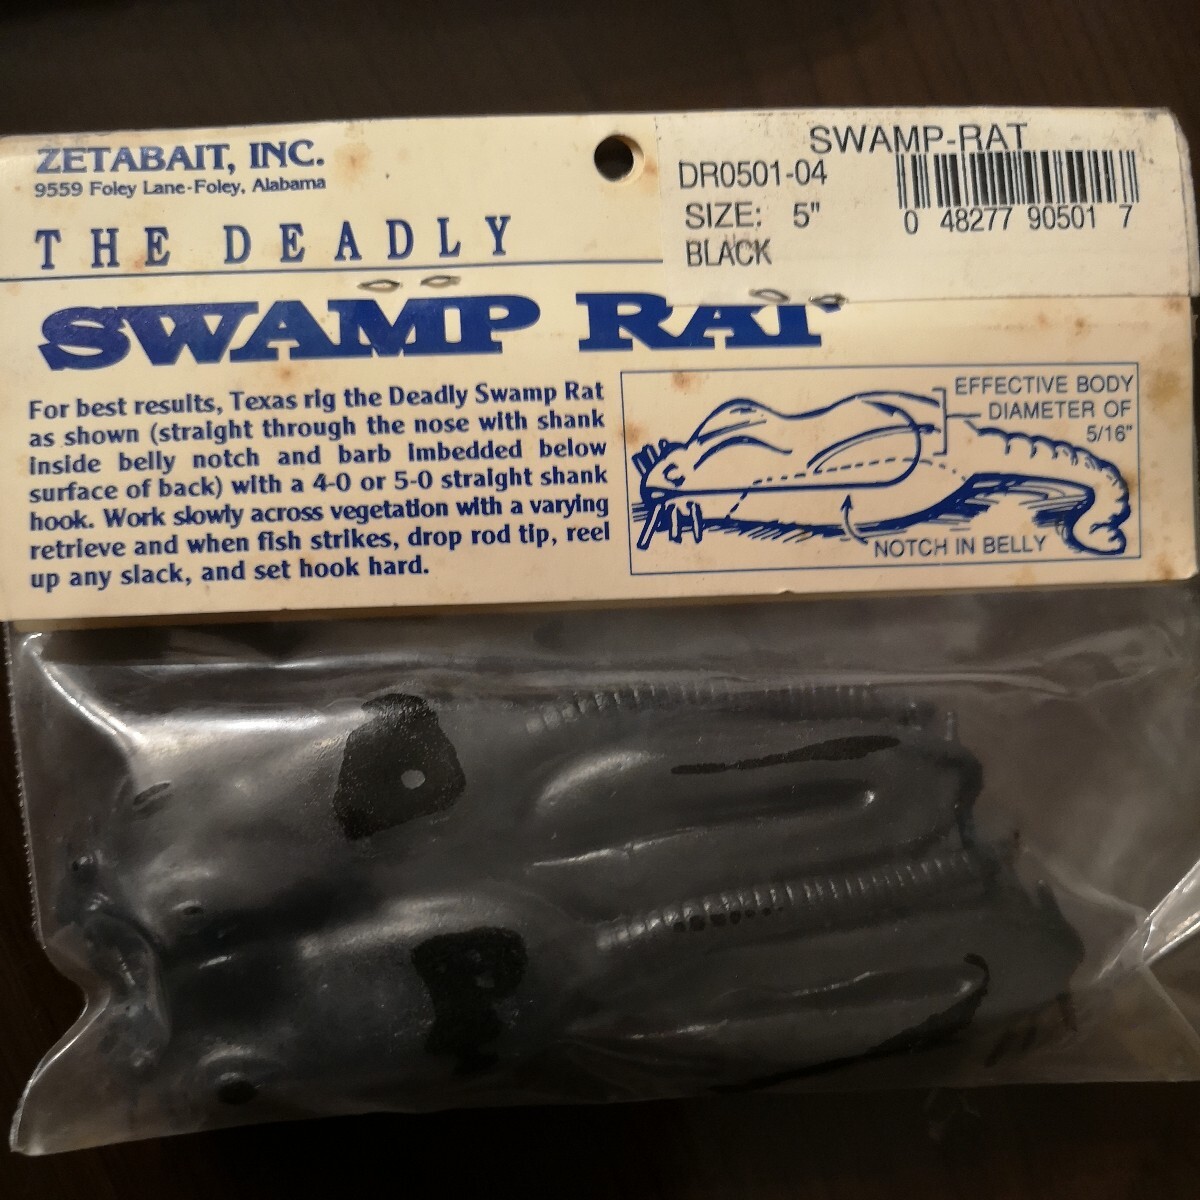 ZETABAIT, INC.
9559 Foley Lane-Foley, Alabama
THE DEADLY
SWAMP RAT
SWAMP-RAT
DR0501-04
SIZE: 5"
BLACK
0 48277 90501 7
For best results, Texas rig the Deadly Swamp Rat
as shown (straight through the nose with shank
inside belly notch and barb imbedded below
surface of back) with a 4-0 or 5-0 straight shank
hook. Work slowly across vegetation with a varying
retrieve and when fish strikes, drop rod tip, reel
up any slack, and set hook hard.
EFFECTIVE BODY
DIAMETER OF
5/16"
NOTCH IN BELLY